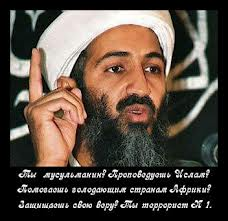 Ты мусульманин? Проповедуешь Ислам?
Помогаешь голодающим странам Африки?
Защищаешь свою веру? Ты террорист № 1.